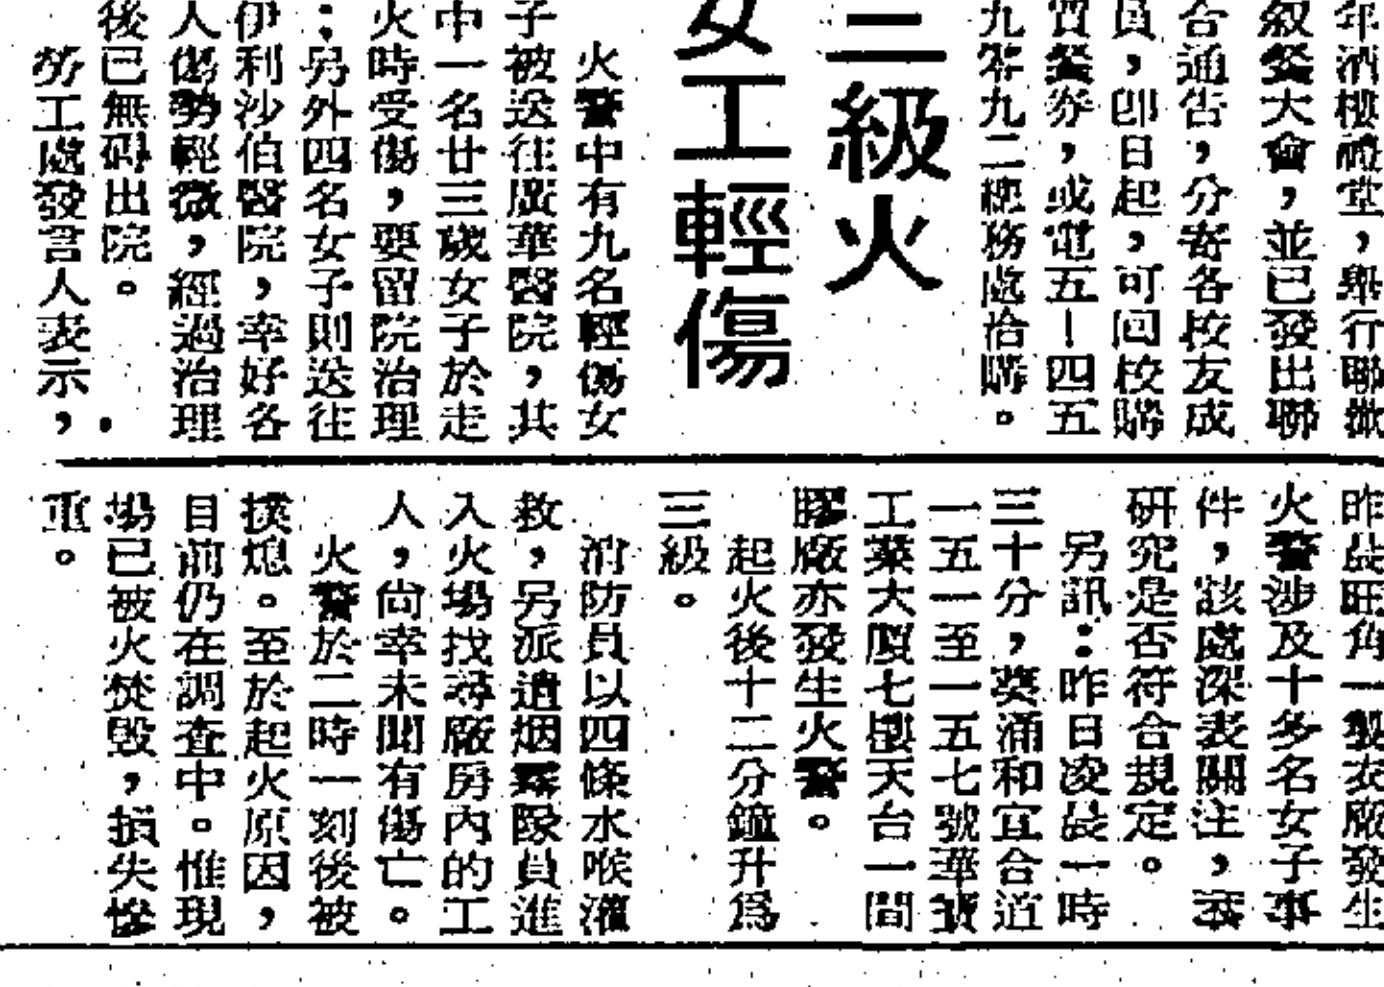 年酒樓禮堂，舉行聯歡
叙餐大會，並已發出聯
合通告，分寄各校友成
員，卽日起，可回校購
買餐券，或電五－四五
九零九二總務處洽購。
三級火
女工輕傷
火警中有九名輕傷女
子被送往廣華醫院，其
中一名廿三歲女子於走
火時受傷，要留院治理
；另外四名女子則送往
伊利沙伯醫院，幸好各
人傷勢輕微，經過治理
後已無碍出院。
勞工處發言人表示，
昨晨旺角一製衣廠發生
火警涉及十多名女子事
件，該處深表關注，
研究是否符合規定。
另訊：昨日凌晨一時
三十分，葵涌和宜合道
一五一至一五七號華
工業大厦七樓天台一間
膠廠亦發生火警。
起火後十二分鐘升爲
三級。
消防員以四條水喉灌
救，另派遣烟霧隊員進
入火場找尋廠房內的工
人，尙幸未聞有傷亡。
火警於二時一刻後被
撲熄。至於起火原因，
目前仍在調查中。惟現
場已被火焚毀，損失慘
重。